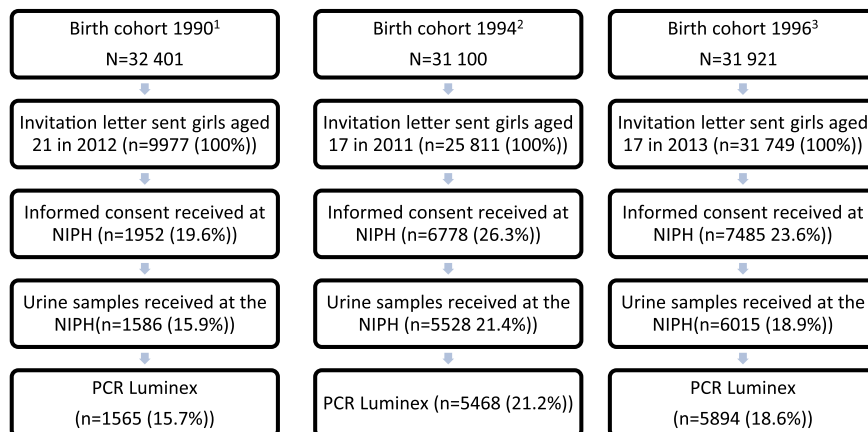 Birth cohort 1990¹
N=32 401
Invitation letter sent girls aged
21 in 2012 (n=9977 (100%))
Informed consent received at
NIPH (n=1952 (19.6%))
Urine samples received at the
NIPH(n=1586 (15.9%))
PCR Luminex
(n=1565 (15.7%))
Birth cohort 1994²
N=31 100
Invitation letter sent girls aged
17 in 2011 (n=25 811 (100%))
Informed consent received at
NIPH (n=6778 (26.3%))
Urine samples received at the
NIPH (n=5528 21.4%))
PCR Luminex (n=5468 (21.2%))
Birth cohort 1996³
N=31 921
Invitation letter sent girls aged
17 in 2013 (n=31 749 (100%))
Informed consent received at
NIPH (n=7485 23.6%))
Urine samples received at the
NIPH(n=6015 (18.9%))
PCR Luminex
(n=5894 (18.6%))